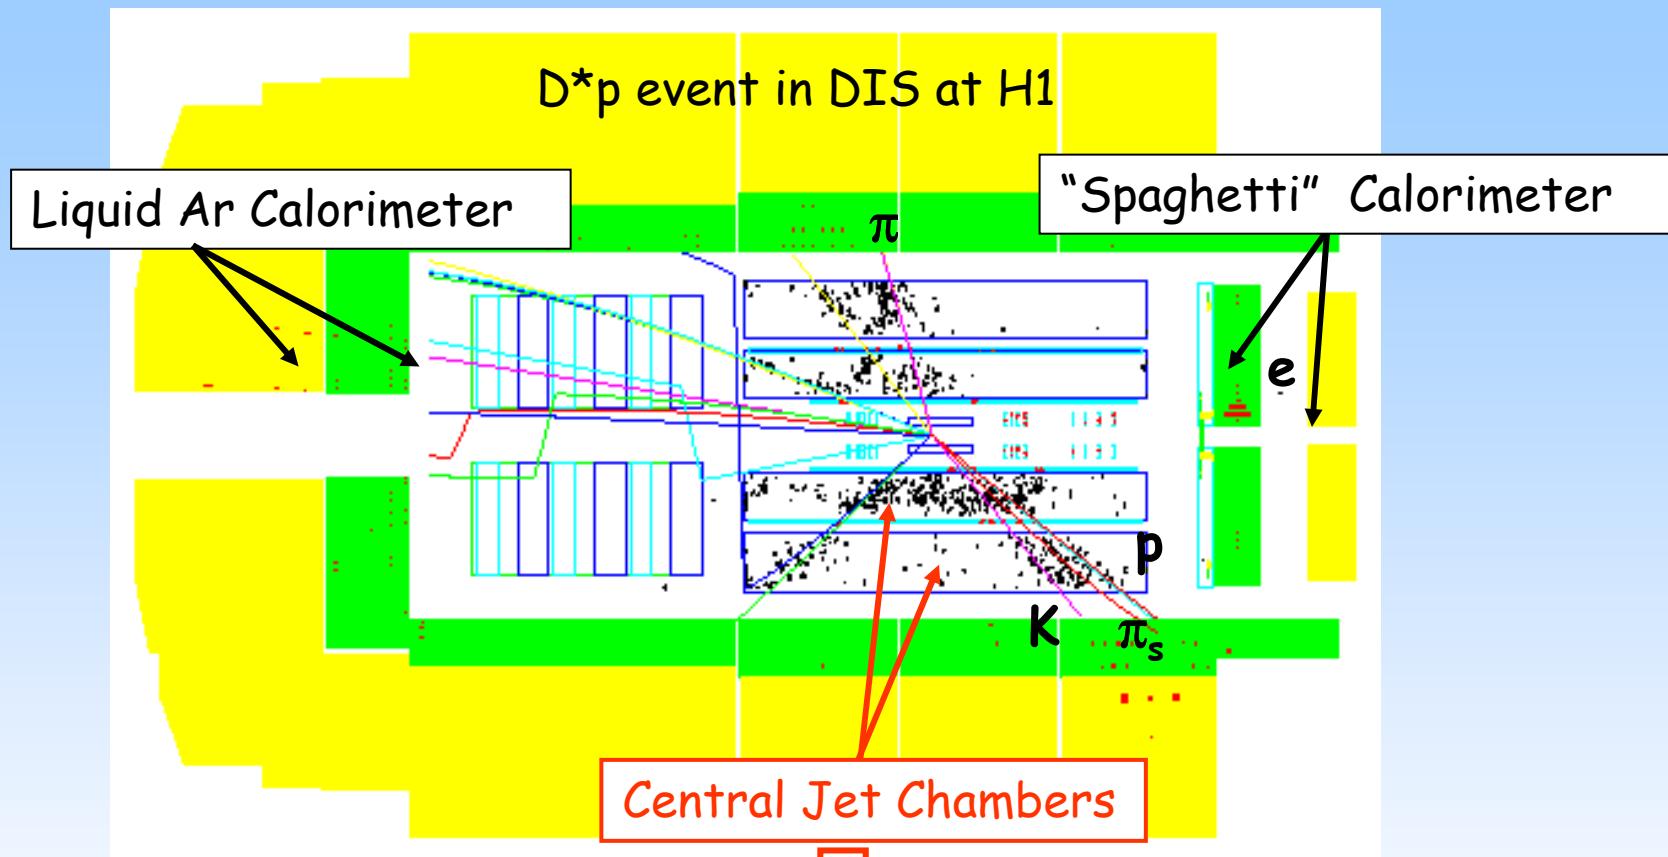 D*p event in DIS at H1
Liquid Ar Calorimeter
“Spaghetti” Calorimeter
π
e
p
K
πs
Central Jet Chambers